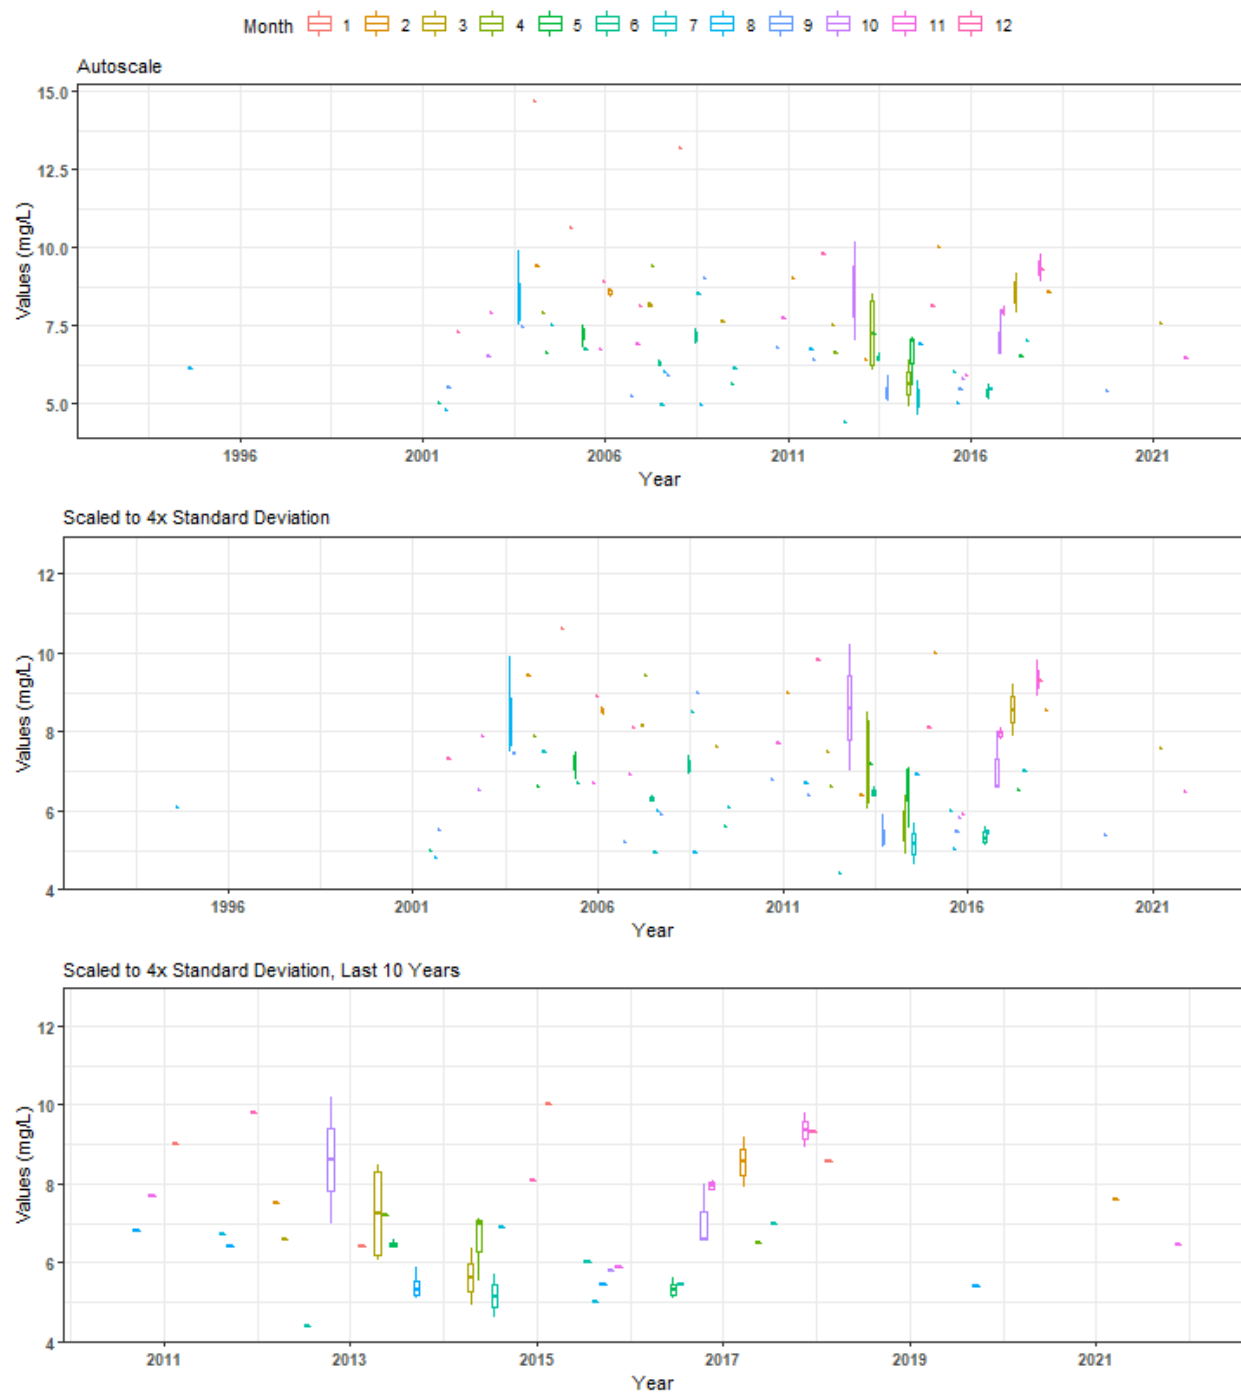 Month 1 2 3 4 5 6 7 8 9 10 11 12
Autoscale
15.0
12.5
10.0
7.5
5.0
Values (mg/L)
1996 2001 2006 2011 2016 2021
Year
Scaled to 4x Standard Deviation
12
10
8
6
4
Values (mg/L)
1996 2001 2006 2011 2016 2021
Year
Scaled to 4x Standard Deviation, Last 10 Years
12
10
8
6
4
Values (mg/L)
2011 2013 2015 2017 2019 2021
Year